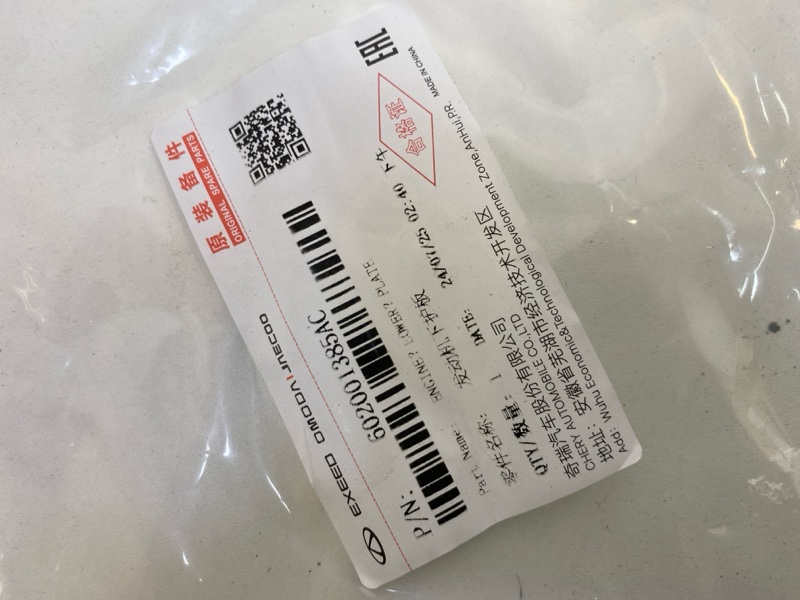 原装备件
ORIGINAL SPARE PARTS
EXEED OMODA JAECOO
EAC
合格证
MADE IN CHINA
P/N: 602001385AC
Part. Name: ENGINE? LOWER? PLATE
零件名称: 发动机下护板
QTY/数量: 1 DATE: 24/07/25 02:40 下午
奇瑞汽车股份有限公司
CHERY AUTOMOBILE CO.,LTD
地址: 安徽省芜湖市经济技术开发区
Add: Wuhu Economic&Technological Development Zone,AnHui,P.R.